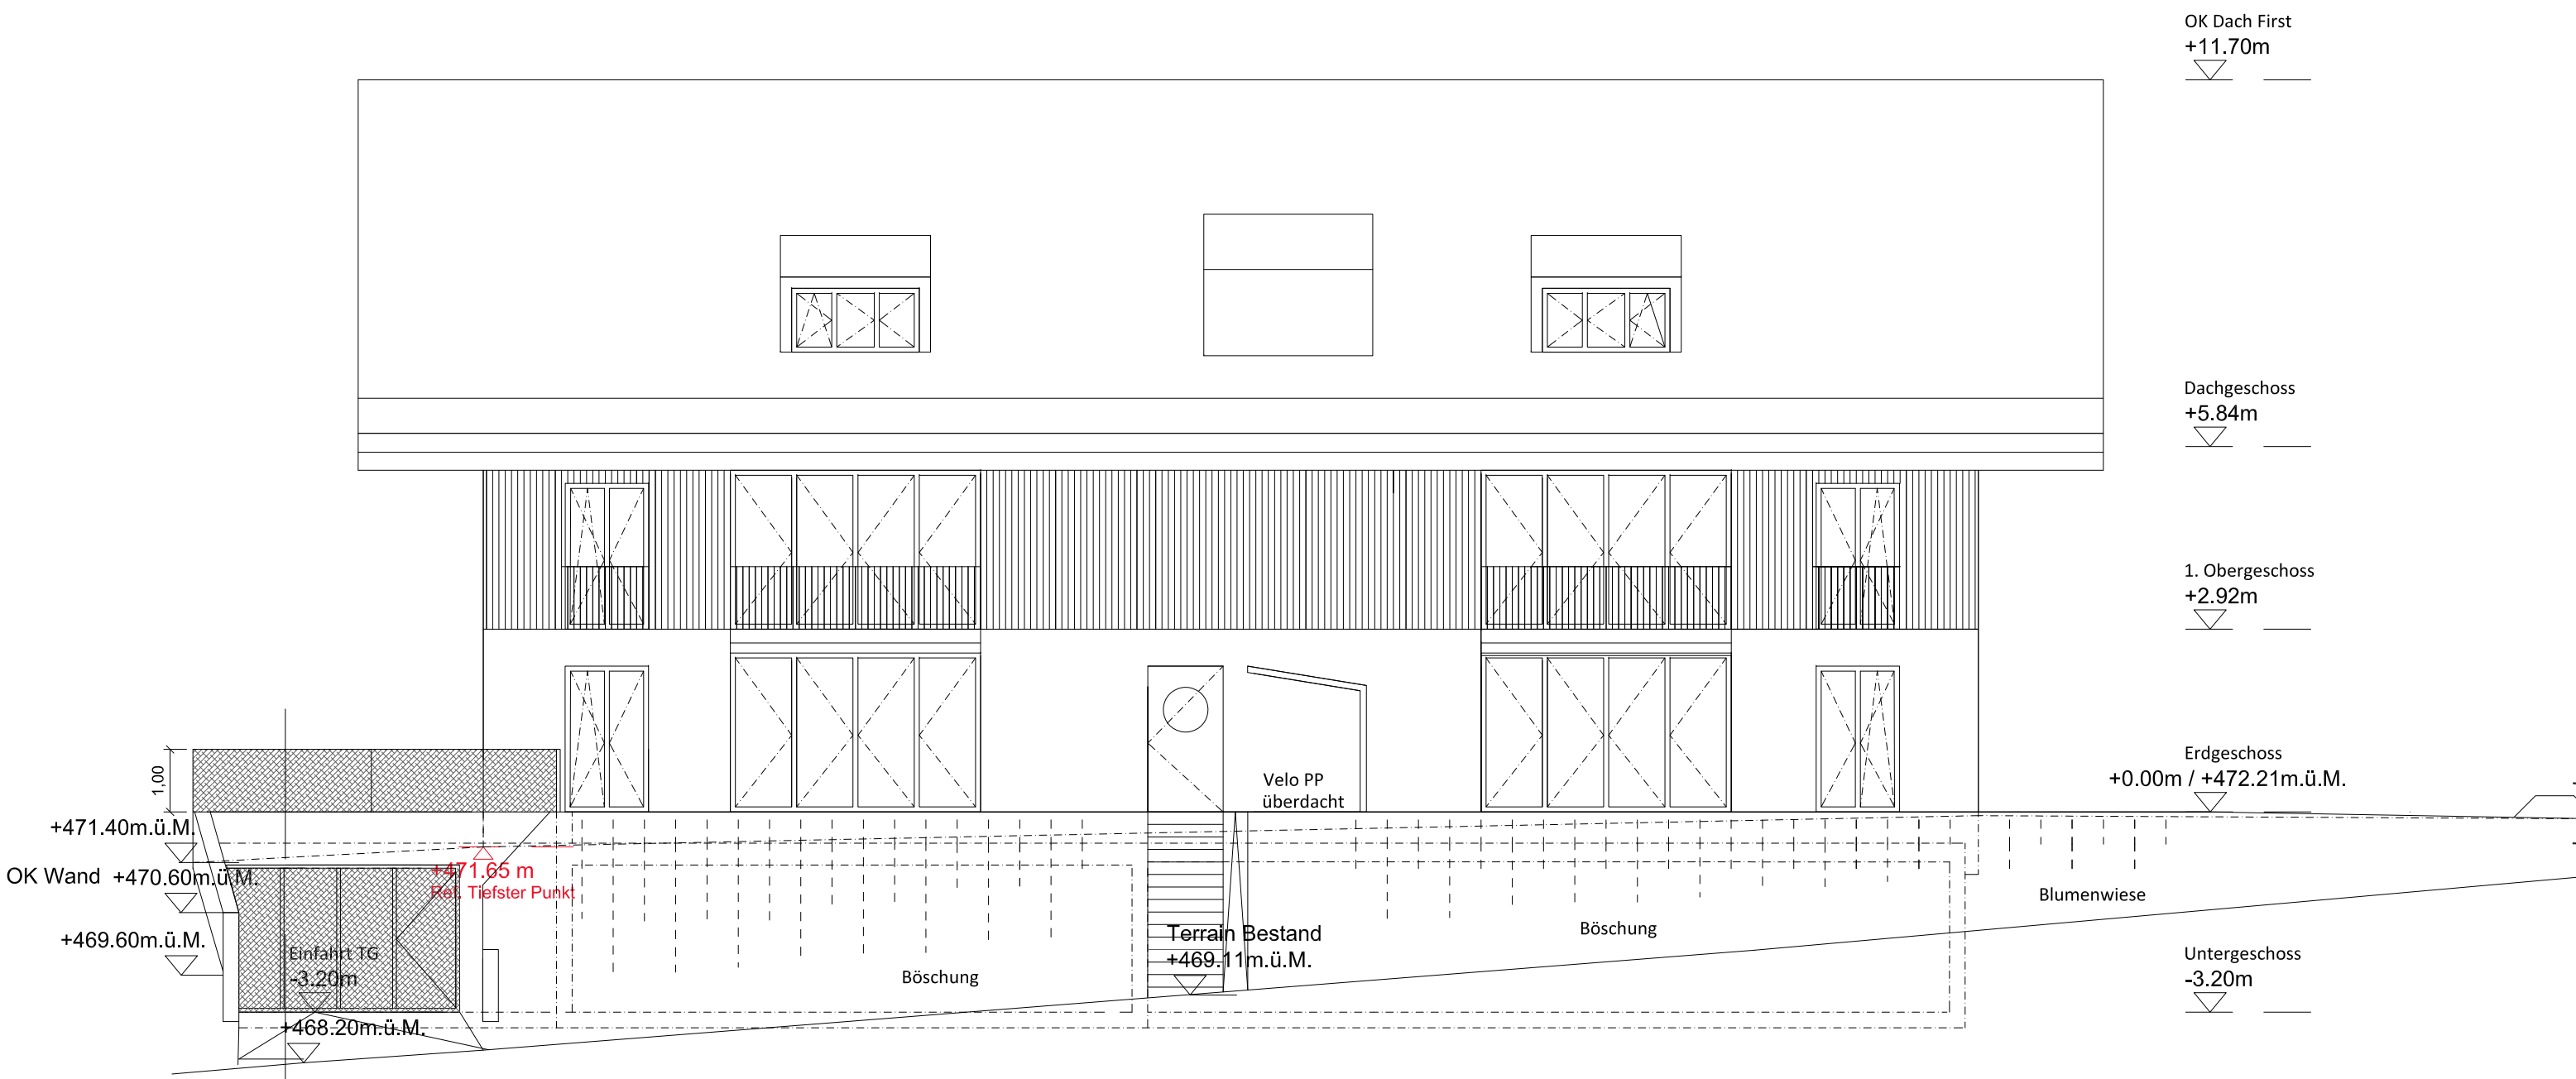 OK Dach First
+11.70m
Dachgeschoss
+5.84m
1. Obergeschoss
+2.92m
Erdgeschoss
+0.00m / +472.21m.ü.M.
Velo PP
überdacht
1,00
+471.40m.ü.M.
+471.65 m
Ref. Tiefster Punkt
OK Wand +470.60m.ü.M.
+469.60m.ü.M.
Einfahrt TG
-3.20m
+468.20m.ü.M.
Böschung
Terrain Bestand
+469.11m.ü.M.
Böschung
Blumenwiese
Untergeschoss
-3.20m